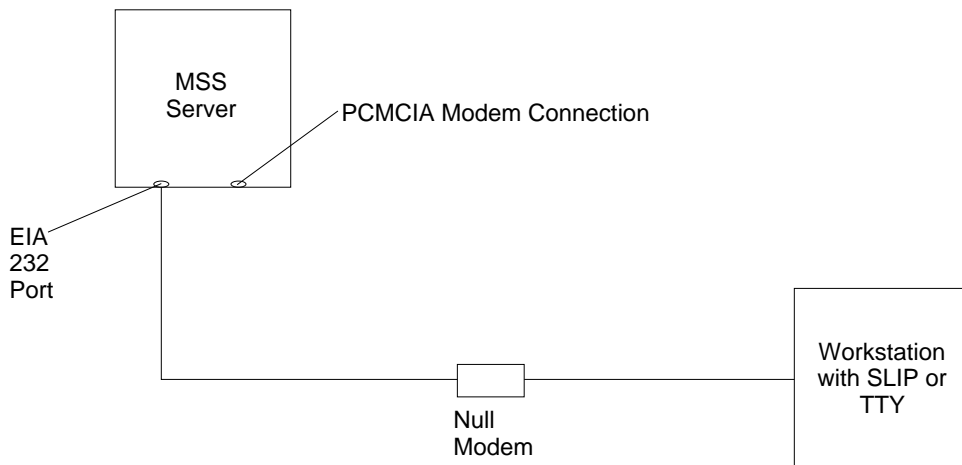 MSS
Server
PCMCIA Modem Connection
EIA
232
Port
Workstation
with SLIP or
TTY
Null
Modem